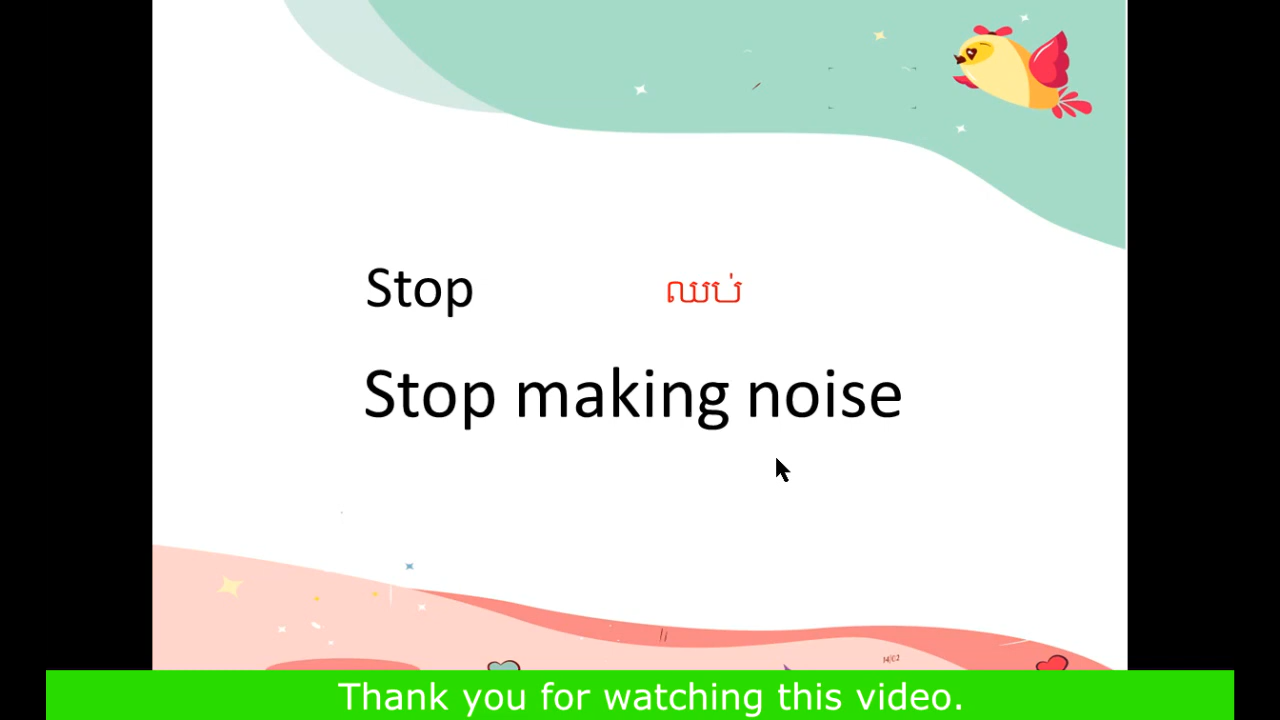 Stop ឈប់
Stop making noise
Thank you for watching this video.